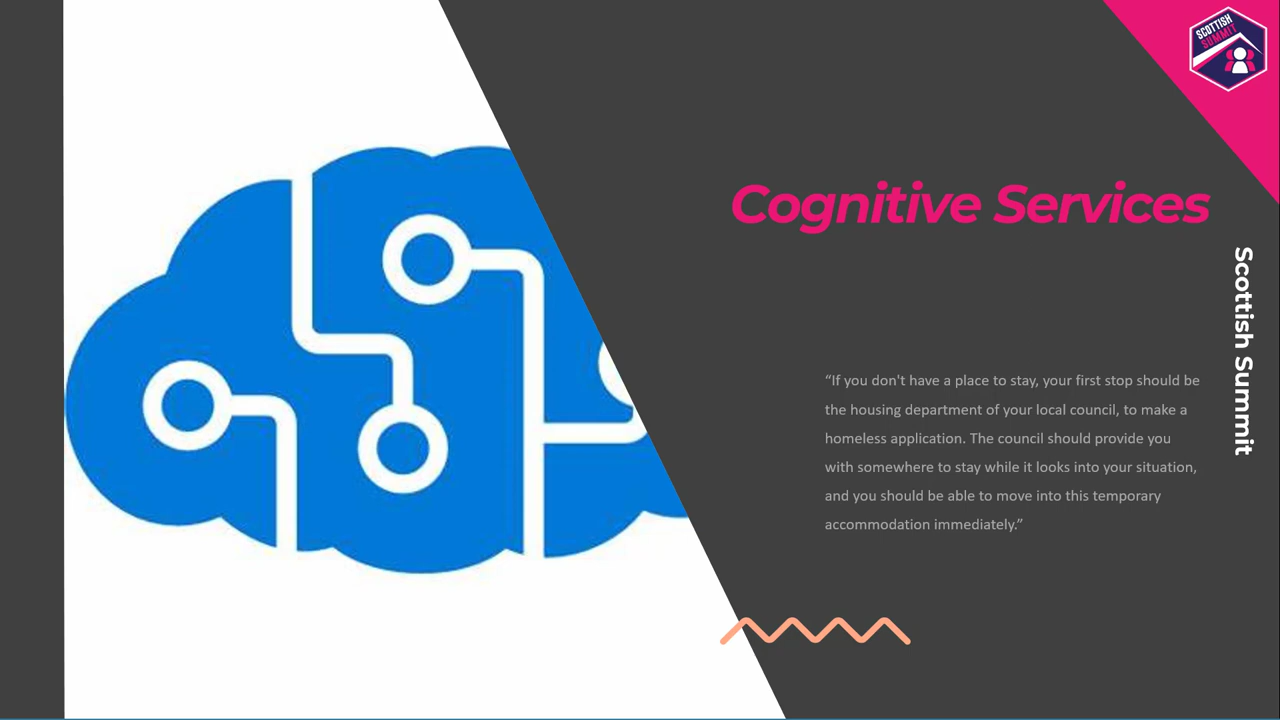 SCOTTISH
SUMMIT
Cognitive Services
Scottish Summit
“If you don't have a place to stay, your first stop should be
the housing department of your local council, to make a
homeless application. The council should provide you
with somewhere to stay while it looks into your situation,
and you should be able to move into this temporary
accommodation immediately.”